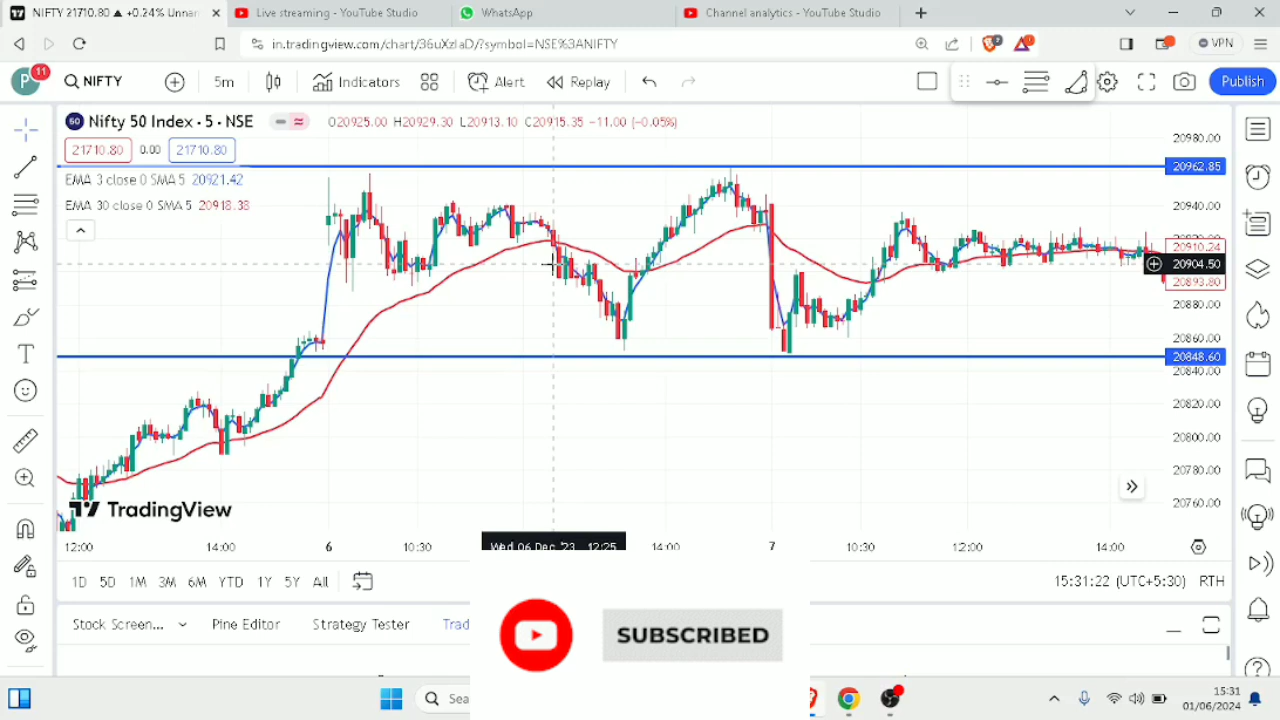 NIFTY 21710.80 ▲ +0.24% Unnar
Live streaming - YouTube Studio
WhatsApp
Channel analytics - YouTube Studio
in.tradingview.com/chart/36uXzIaD/?symbol=NSE%3ANIFTY
VPN
P 11 NIFTY 5m Indicators Alert Replay Publish
50 Nifty 50 Index • 5 • NSE O20925.00 H20929.30 L20913.10 C20915.35 −11.00 (−0.05%)
21710.80 0.00 21710.80
EMA 3 close 0 SMA 5 20921.42
EMA 30 close 0 SMA 5 20918.38
20980.00
20962.85
20940.00
20910.24
20904.50
20893.80
20880.00
20860.00
20848.60
20840.00
20820.00
20800.00
20780.00
20760.00
TradingView
12:00 14:00 6 10:30 Wed 06 Dec '23 12:25 14:00 7 10:30 12:00 14:00
1D 5D 1M 3M 6M YTD 1Y 5Y All 15:31:22 (UTC+5:30) RTH
Stock Screen... Pine Editor Strategy Tester Trad
SUBSCRIBED
Sea
15:31
01/06/2024